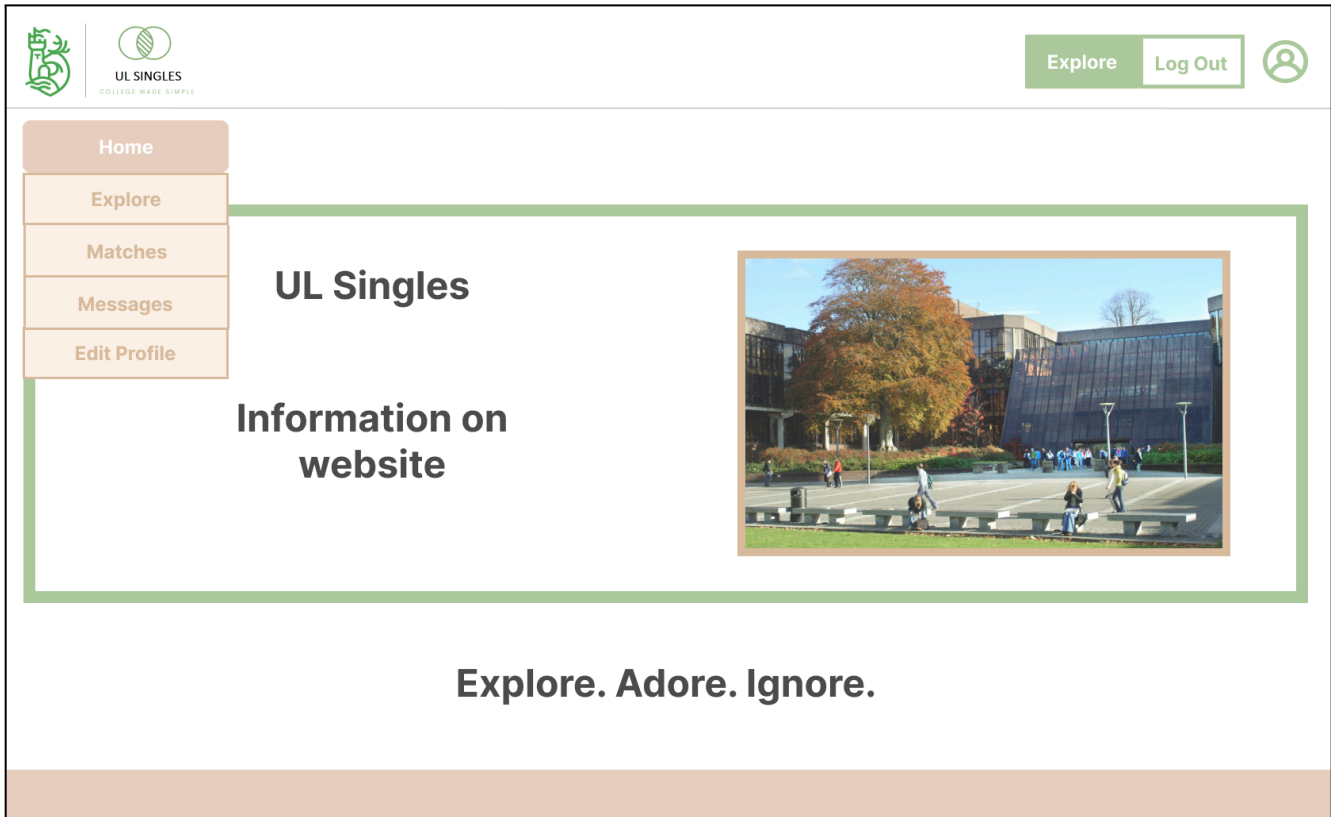 UL SINGLES
COLLEGE MADE SIMPLE
Explore
Log Out
Home
Explore
Matches
Messages
Edit Profile
UL Singles
Information on
website
Explore. Adore. Ignore.